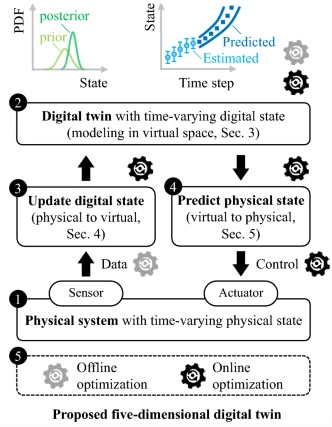 PDF
posterior
prior
State
State
Predicted
Estimated
Time step
2
Digital twin with time-varying digital state
(modeling in virtual space, Sec. 3)
3
Update digital state
(physical to virtual,
Sec. 4)
4
Predict physical state
(virtual to physical,
Sec. 5)
Data
Control
Sensor
Actuator
1
Physical system with time-varying physical state
5
Offline
optimization
Online
optimization
Proposed five-dimensional digital twin